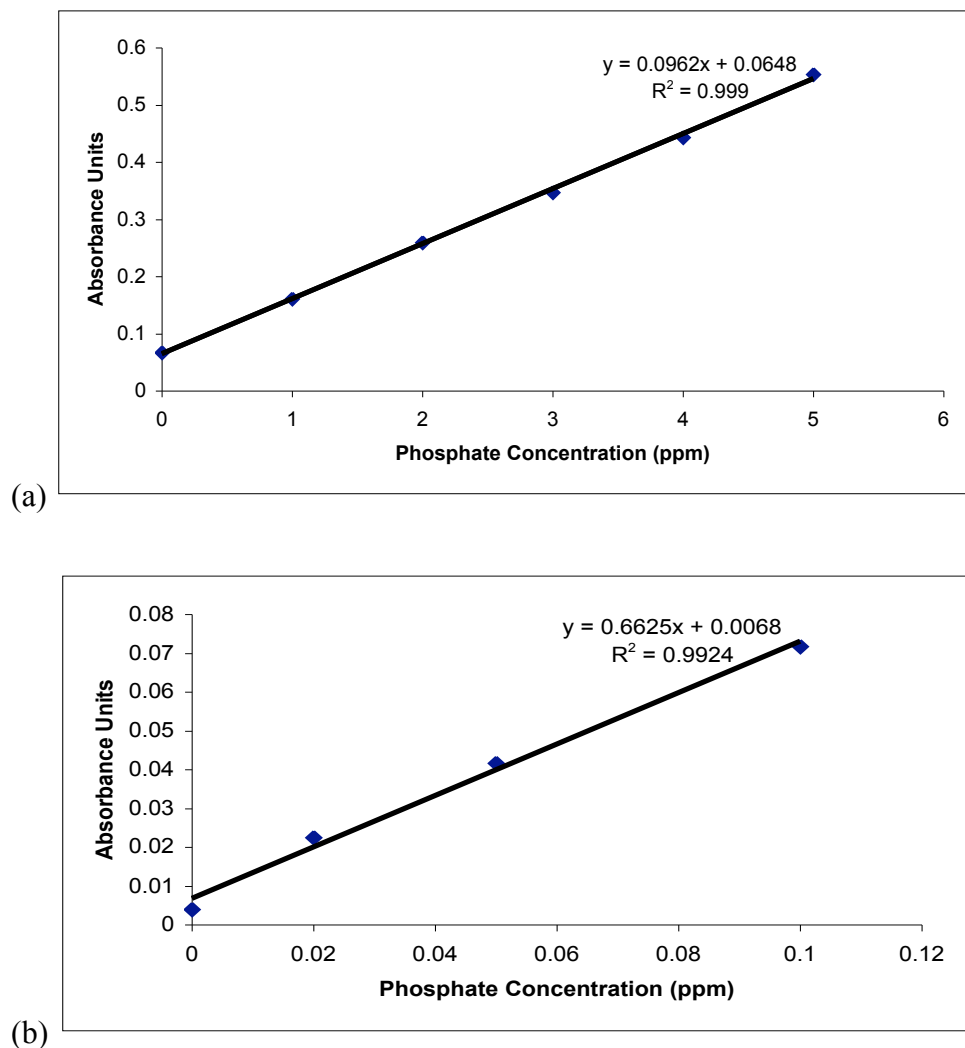 0.6
y = 0.0962x + 0.0648
R² = 0.999
0.5
0.4
0.3
0.2
0.1
0
0 1 2 3 4 5 6
Absorbance Units
Phosphate Concentration (ppm)
(a)
0.08
y = 0.6625x + 0.0068
R² = 0.9924
0.07
0.06
0.05
0.04
0.03
0.02
0.01
0
0 0.02 0.04 0.06 0.08 0.1 0.12
Absorbance Units
Phosphate Concentration (ppm)
(b)